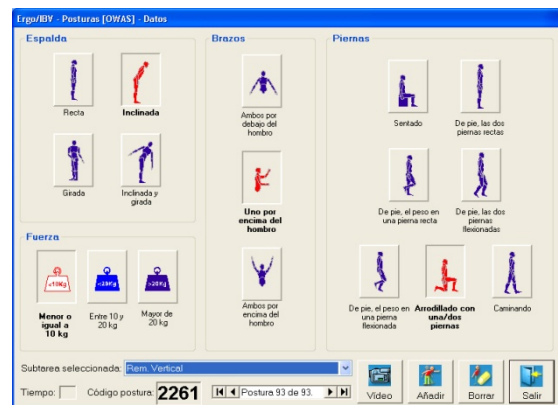 Ergo/IBV - Posturas [OWAS] - Datos
Espalda
Recta
Inclinada
Girada
Inclinada y
girada
Fuerza
<10Kg
<20Kg
>20Kg
Menor o
igual a
10 kg
Entre 10 y
20 kg
Mayor de
20 kg
Brazos
Ambos por
debajo del
hombro
Uno por
encima del
hombro
Ambos por
encima del
hombro
Piernas
Sentado
De pie, las dos
piernas rectas
De pie, el peso en
una pierna recta
De pie, las dos
piernas
flexionadas
De pie, el peso en
una pierna
flexionada
Arrodillado con
una/dos
piernas
Caminando
Subtarea seleccionada: Rem. Vertical
Tiempo:
Código postura: 2261
Postura 93 de 93.
Vídeo
Añadir
Borrar
Salir